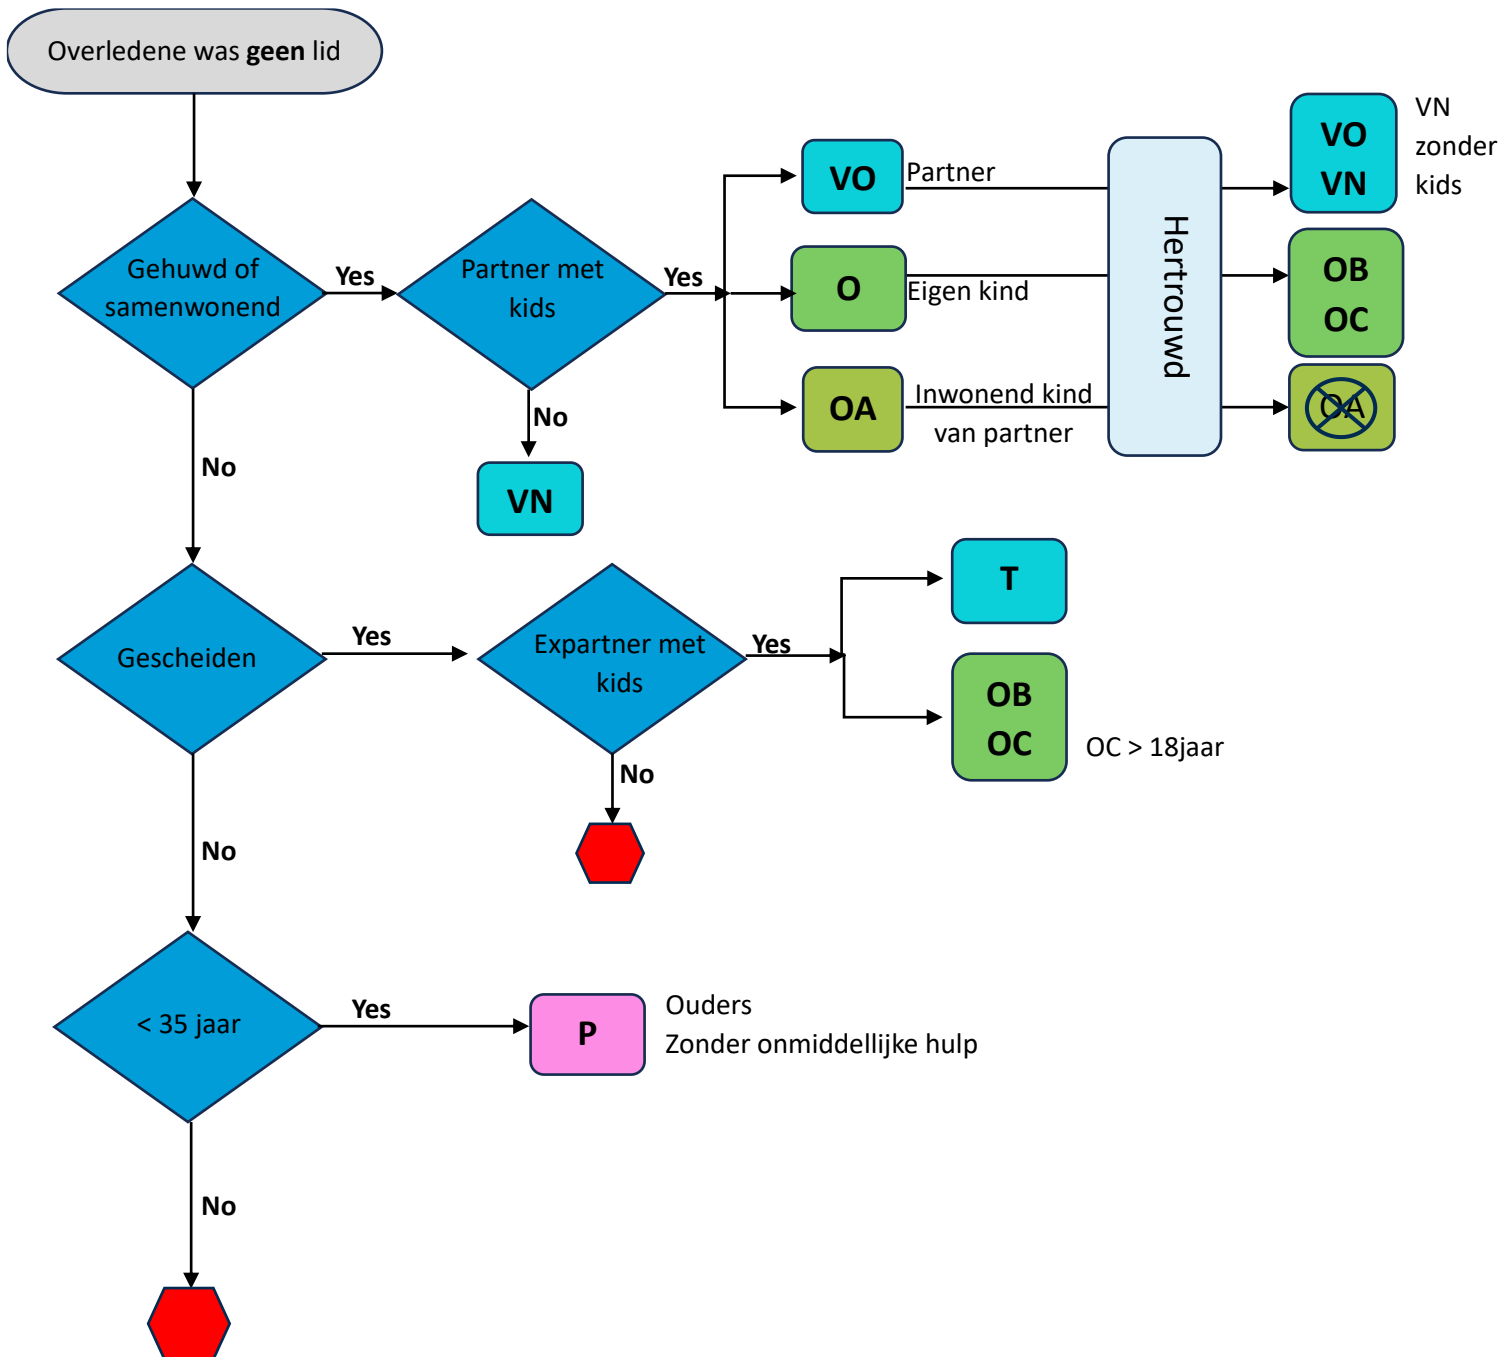 Overledene was geen lid
Gehuwd of
samenwonend
Yes
Partner met
kids
Yes
VO
Partner
O
Eigen kind
OA
Inwonend kind
van partner
Hertrouwd
VO
VN
VN
zonder
kids
OB
OC
OA
No
VN
No
Gescheiden
Yes
Expartner met
kids
Yes
T
OB
OC
OC > 18jaar
No
No
< 35 jaar
Yes
P
Ouders
Zonder onmiddellijke hulp
No